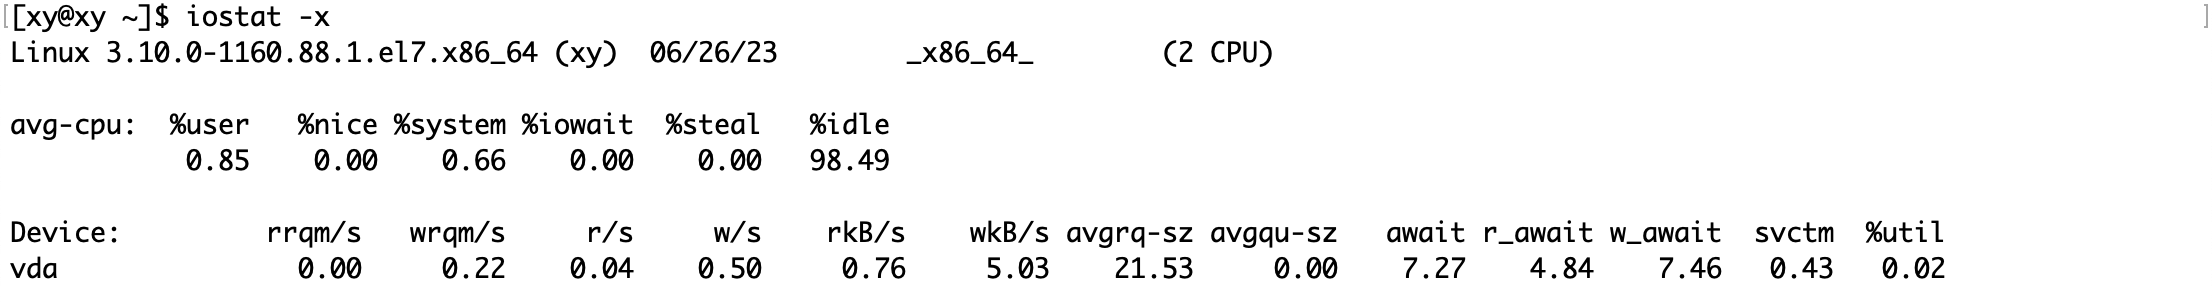 [[xy@xy ~]$ iostat -x ]
Linux 3.10.0-1160.88.1.el7.x86_64 (xy) 06/26/23 _x86_64_ (2 CPU)
avg-cpu: %user %nice %system %iowait %steal %idle
0.85 0.00 0.66 0.00 0.00 98.49
Device: rrqm/s wrqm/s r/s w/s rkB/s wkB/s avgrq-sz avgqu-sz await r_await w_await svctm %util
vda 0.00 0.22 0.04 0.50 0.76 5.03 21.53 0.00 7.27 4.84 7.46 0.43 0.02